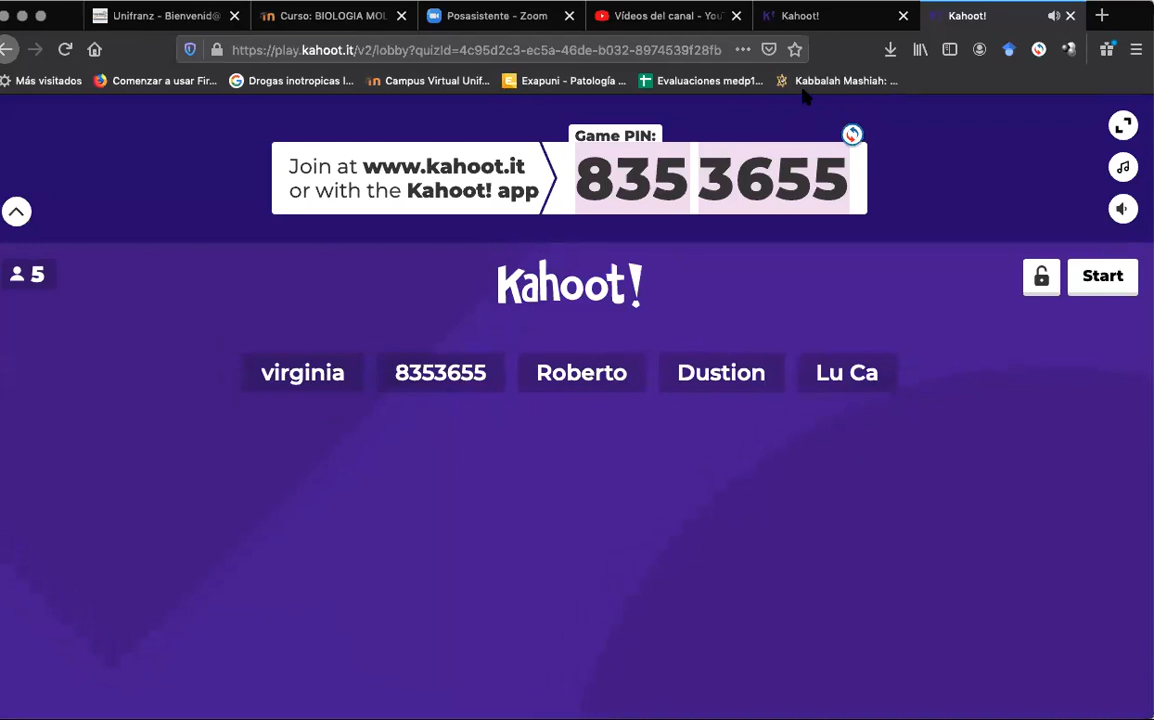 Unifranz - Bienvenid@
Curso: BIOLOGIA MOL
Posasistente - Zoom
Vídeos del canal - You
Kahoot!
Kahoot!
https://play.kahoot.it/v2/lobby?quizId=4c95d2c3-ec5a-46de-b032-8974539f28fb
Más visitados
Comenzar a usar Fir...
Drogas inotropicas l...
Campus Virtual Unif...
Exapuni - Patología ...
Evaluaciones medp1...
Kabbalah Mashiah: ...
Join at www.kahoot.it
or with the Kahoot! app
Game PIN:
835 3655
5
Kahoot!
Start
virginia
8353655
Roberto
Dustion
Lu Ca